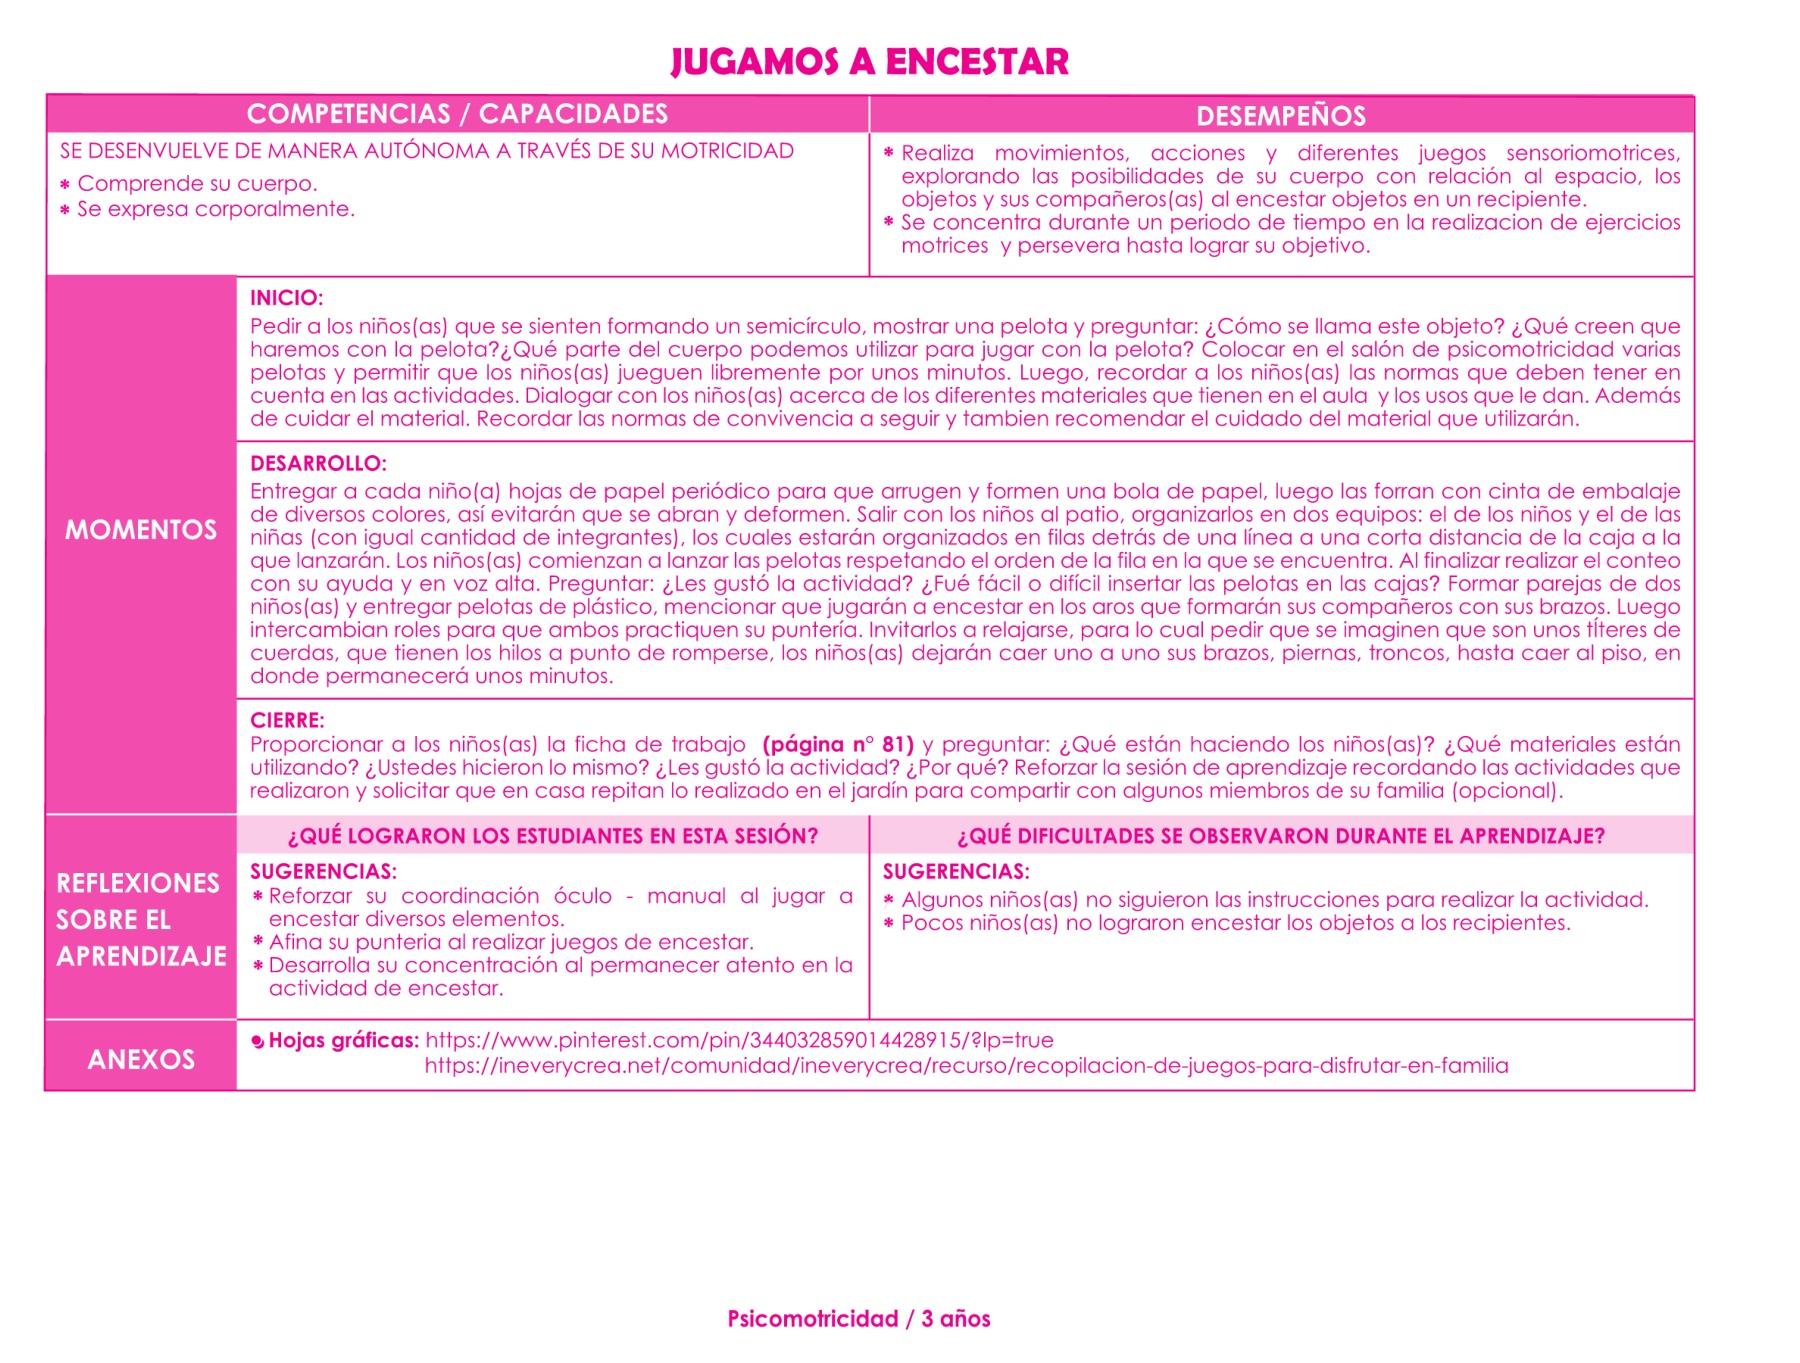 JUGAMOS A ENCESTAR
COMPETENCIAS / CAPACIDADES
DESEMPEÑOS
SE DESENVUELVE DE MANERA AUTÓNOMA A TRAVÉS DE SU MOTRICIDAD
* Comprende su cuerpo.
* Se expresa corporalmente.
* Realiza movimientos, acciones y diferentes juegos sensoriomotrices,
explorando las posibilidades de su cuerpo con relación al espacio, los
objetos y sus compañeros(as) al encestar objetos en un recipiente.
* Se concentra durante un periodo de tiempo en la realizacion de ejercicios
motrices y persevera hasta lograr su objetivo.
MOMENTOS
INICIO:
Pedir a los niños(as) que se sienten formando un semicírculo, mostrar una pelota y preguntar: ¿Cómo se llama este objeto? ¿Qué creen que
haremos con la pelota?¿Qué parte del cuerpo podemos utilizar para jugar con la pelota? Colocar en el salón de psicomotricidad varias
pelotas y permitir que los niños(as) jueguen libremente por unos minutos. Luego, recordar a los niños(as) las normas que deben tener en
cuenta en las actividades. Dialogar con los niños(as) acerca de los diferentes materiales que tienen en el aula y los usos que le dan. Además
de cuidar el material. Recordar las normas de convivencia a seguir y tambien recomendar el cuidado del material que utilizarán.
DESARROLLO:
Entregar a cada niño(a) hojas de papel periódico para que arrugen y formen una bola de papel, luego las forran con cinta de embalaje
de diversos colores, así evitarán que se abran y deformen. Salir con los niños al patio, organizarlos en dos equipos: el de los niños y el de las
niñas (con igual cantidad de integrantes), los cuales estarán organizados en filas detrás de una línea a una corta distancia de la caja a la
que lanzarán. Los niños(as) comienzan a lanzar las pelotas respetando el orden de la fila en la que se encuentra. Al finalizar realizar el conteo
con su ayuda y en voz alta. Preguntar: ¿Les gustó la actividad? ¿Fué fácil o difícil insertar las pelotas en las cajas? Formar parejas de dos
niños(as) y entregar pelotas de plástico, mencionar que jugarán a encestar en los aros que formarán sus compañeros con sus brazos. Luego
intercambian roles para que ambos practiquen su puntería. Invitarlos a relajarse, para lo cual pedir que se imaginen que son unos títeres de
cuerdas, que tienen los hilos a punto de romperse, los niños(as) dejarán caer uno a uno sus brazos, piernas, troncos, hasta caer al piso, en
donde permanecerá unos minutos.
CIERRE:
Proporcionar a los niños(as) la ficha de trabajo (página n° 81) y preguntar: ¿Qué están haciendo los niños(as)? ¿Qué materiales están
utilizando? ¿Ustedes hicieron lo mismo? ¿Les gustó la actividad? ¿Por qué? Reforzar la sesión de aprendizaje recordando las actividades que
realizaron y solicitar que en casa repitan lo realizado en el jardín para compartir con algunos miembros de su familia (opcional).
REFLEXIONES
SOBRE EL
APRENDIZAJE
¿QUÉ LOGRARON LOS ESTUDIANTES EN ESTA SESIÓN?
SUGERENCIAS:
* Reforzar su coordinación óculo - manual al jugar a
encestar diversos elementos.
* Afina su punteria al realizar juegos de encestar.
* Desarrolla su concentración al permanecer atento en la
actividad de encestar.
¿QUÉ DIFICULTADES SE OBSERVARON DURANTE EL APRENDIZAJE?
SUGERENCIAS:
* Algunos niños(as) no siguieron las instrucciones para realizar la actividad.
* Pocos niños(as) no lograron encestar los objetos a los recipientes.
ANEXOS
Hojas gráficas: https://www.pinterest.com/pin/344032859014428915/?lp=true
https://ineverycrea.net/comunidad/ineverycrea/recurso/recopilacion-de-juegos-para-disfrutar-en-familia
Psicomotricidad / 3 años